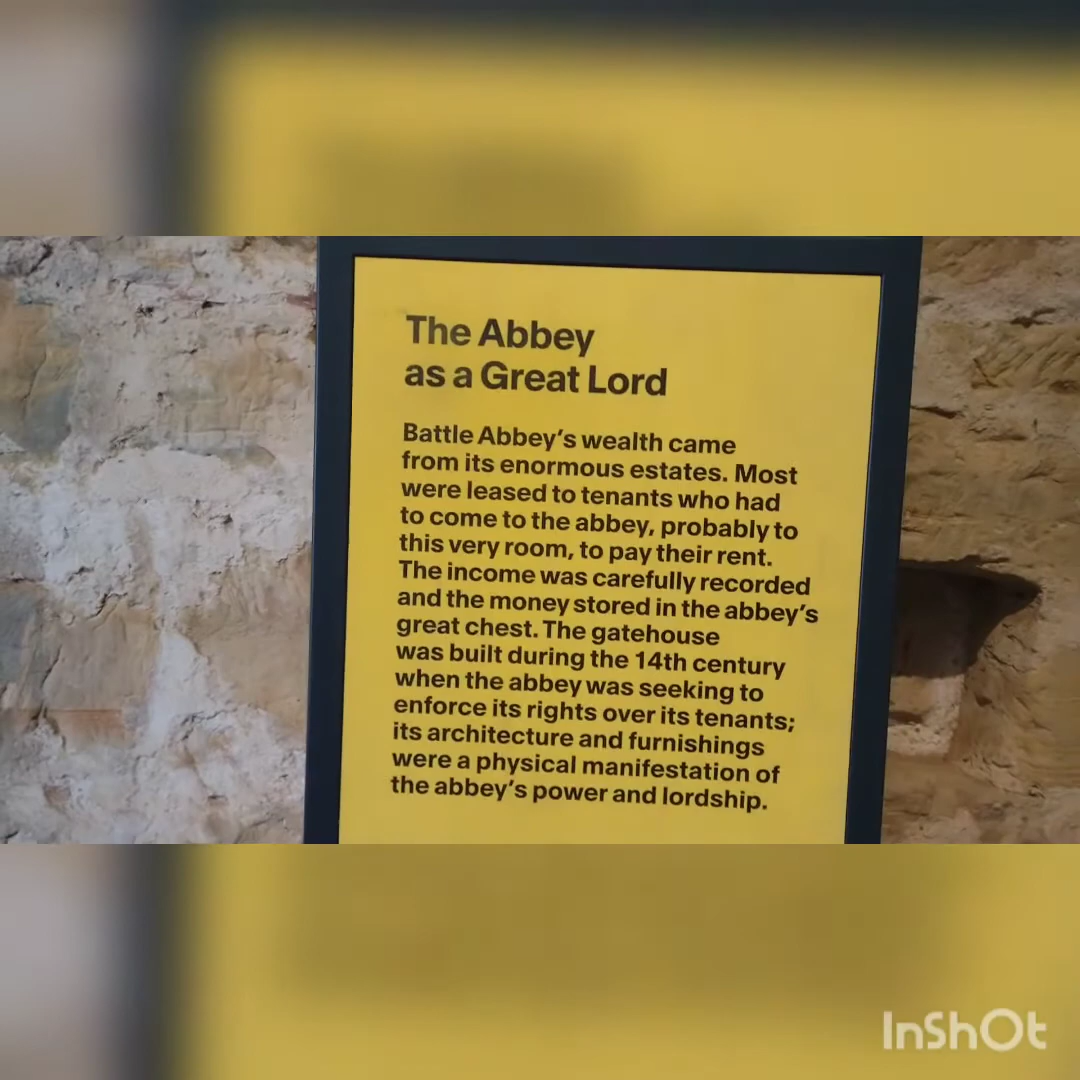 The Abbey
as a Great Lord
Battle Abbey's wealth came
from its enormous estates. Most
were leased to tenants who had
to come to the abbey, probably to
this very room, to pay their rent.
The income was carefully recorded
and the money stored in the abbey's
great chest. The gatehouse
was built during the 14th century
when the abbey was seeking to
enforce its rights over its tenants;
its architecture and furnishings
were a physical manifestation of
the abbey's power and lordship.
InShOt